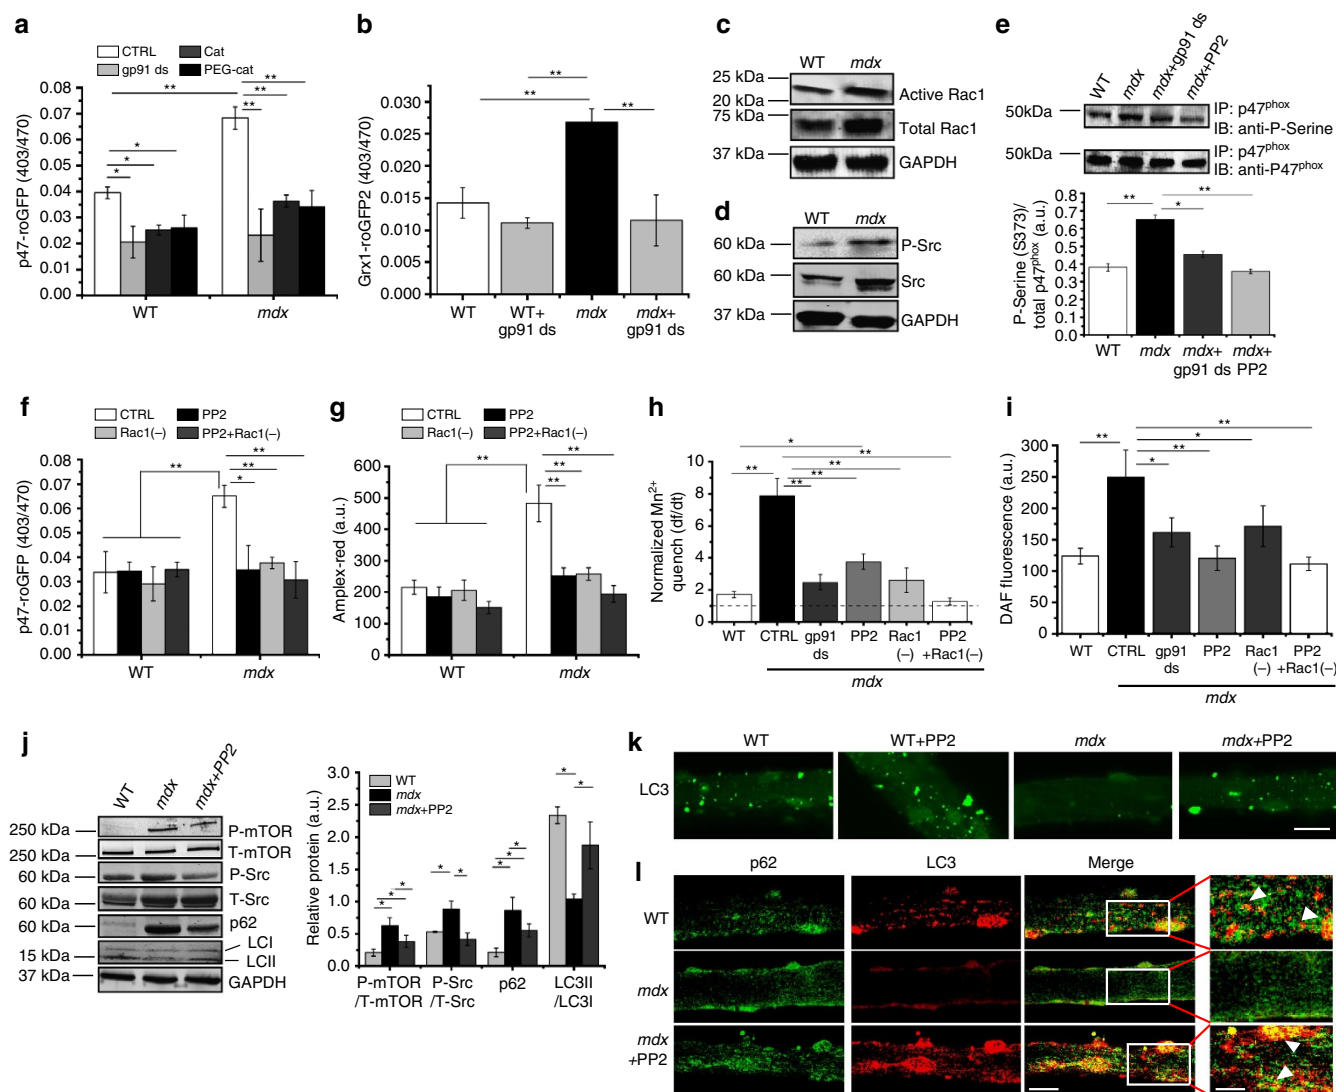 a
CTRL
Cat
gp91 ds
PEG-cat
p47-roGFP (403/470)
0.08
0.07
0.06
0.05
0.04
0.03
0.02
0.01
0.00
**
**
**
**
*
*
*
WT
mdx
b
Grx1-roGFP2 (403/470)
0.030
0.025
0.020
0.015
0.010
0.005
0.000
**
**
**
WT
WT+
gp91 ds
mdx
mdx+
gp91 ds
c
WT
mdx
25 kDa
20 kDa
75 kDa
37 kDa
Active Rac1
Total Rac1
GAPDH
d
WT
mdx
60 kDa
60 kDa
37 kDa
P-Src
Src
GAPDH
e
WT
mdx
mdx+gp91 ds
mdx+PP2
50kDa
IP: p47phox
IB: anti-P-Serine
50kDa
IP: p47phox
IB: anti-P47phox
P-Serine (S373)/
total p47phox (a.u.)
0.8
0.7
0.6
0.5
0.4
0.3
0.2
0.1
0
**
**
*
WT
mdx
mdx+
gp91 ds
mdx+
PP2
f
CTRL
PP2
Rac1(–)
PP2+Rac1(–)
p47-roGFP (403/470)
0.08
0.07
0.06
0.05
0.04
0.03
0.02
0.01
0.00
**
**
**
*
WT
mdx
g
CTRL
PP2
Rac1(–)
PP2+Rac1(–)
Amplex-red (a.u.)
600
500
400
300
200
100
0
**
**
**
**
WT
mdx
h
Normalized Mn2+
quench (df/dt)
10
8
6
4
2
0
*
**
**
**
**
**
WT
CTRL
gp91
ds
PP2
Rac1
(–)
PP2
+Rac1(–)
mdx
i
DAF fluorescence (a.u.)
300
250
200
150
100
50
0
**
**
*
**
*
WT
CTRL
gp91
ds
PP2
Rac1
(–)
PP2
+Rac1(–)
mdx
j
WT
mdx
mdx+PP2
250 kDa
P-mTOR
250 kDa
T-mTOR
60 kDa
P-Src
60 kDa
T-Src
60 kDa
p62
LCI
15 kDa
LCII
37 kDa
GAPDH
Relative protein (a.u.)
3.0
2.5
2.0
1.5
1.0
0.5
0.0
WT
mdx
mdx+PP2
*
*
*
*
*
*
*
*
*
*
P-mTOR
/T-mTOR
P-Src
/T-Src
p62
LC3II
/LC3I
k
WT
WT+PP2
mdx
mdx+PP2
LC3
l
p62
LC3
Merge
WT
mdx
mdx
+PP2